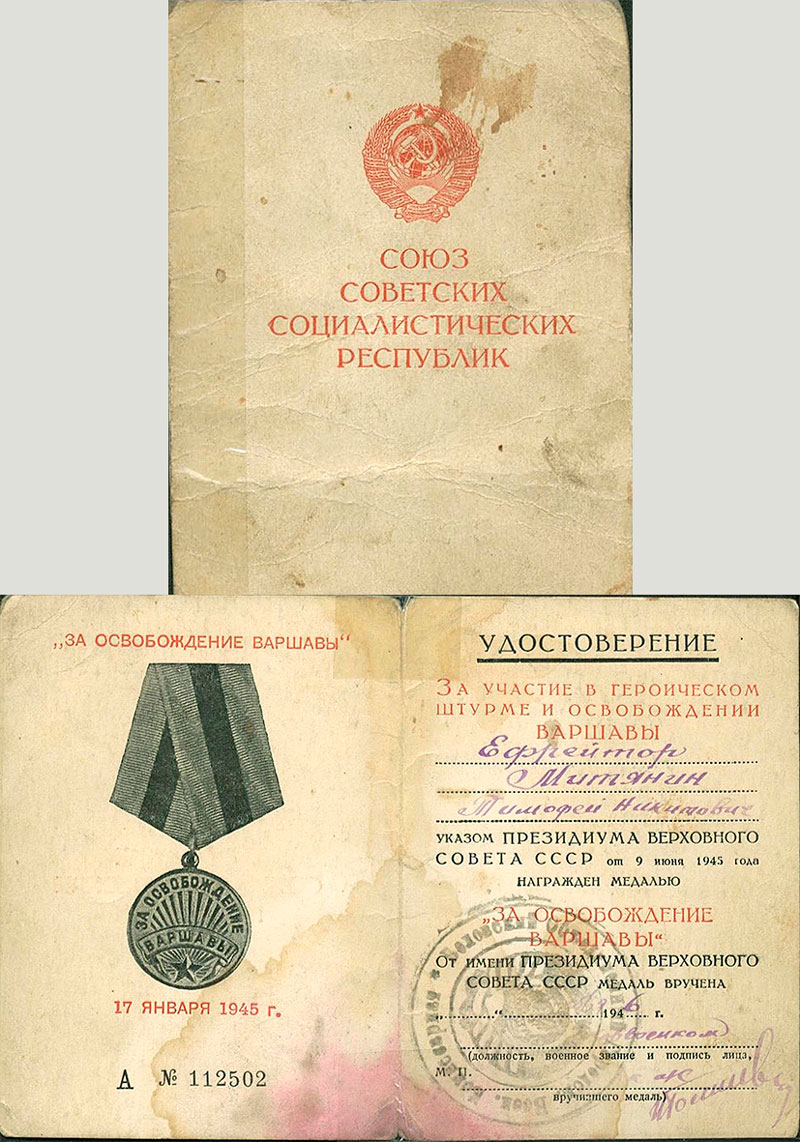 СОЮЗ
СОВЕТСКИХ
СОЦИАЛИСТИЧЕСКИХ
РЕСПУБЛИК
„ЗА ОСВОБОЖДЕНИЕ ВАРШАВЫ“
ЗА ОСВОБОЖДЕНИЕ
ВАРШАВЫ
17 ЯНВАРЯ 1945 г.
А № 112502
УДОСТОВЕРЕНИЕ
ЗА УЧАСТИЕ В ГЕРОИЧЕСКОМ
ШТУРМЕ И ОСВОБОЖДЕНИИ
ВАРШАВЫ
Ефрейтор
Митянин
Тимофей Никитович
УКАЗОМ ПРЕЗИДИУМА ВЕРХОВНОГО
СОВЕТА СССР от 9 июня 1945 года
НАГРАЖДЕН МЕДАЛЬЮ
„ЗА ОСВОБОЖДЕНИЕ
ВАРШАВЫ“
От ИМЕНИ ПРЕЗИДИУМА ВЕРХОВНОГО
СОВЕТА СССР МЕДАЛЬ ВРУЧЕНА
„ “ 1946 г.
(должность, военное звание и подпись лица,
М. П.
вручившего медаль)